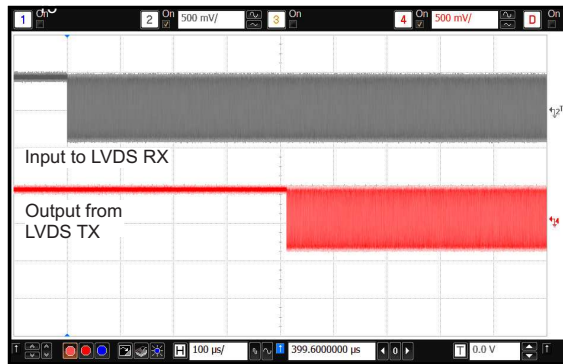 1 On 2 On 500 mV/ 3 On 4 On 500 mV/ D On
Input to LVDS RX
Output from
LVDS TX
H 100 µs/ 399.6000000 µs 0 T 0.0 V